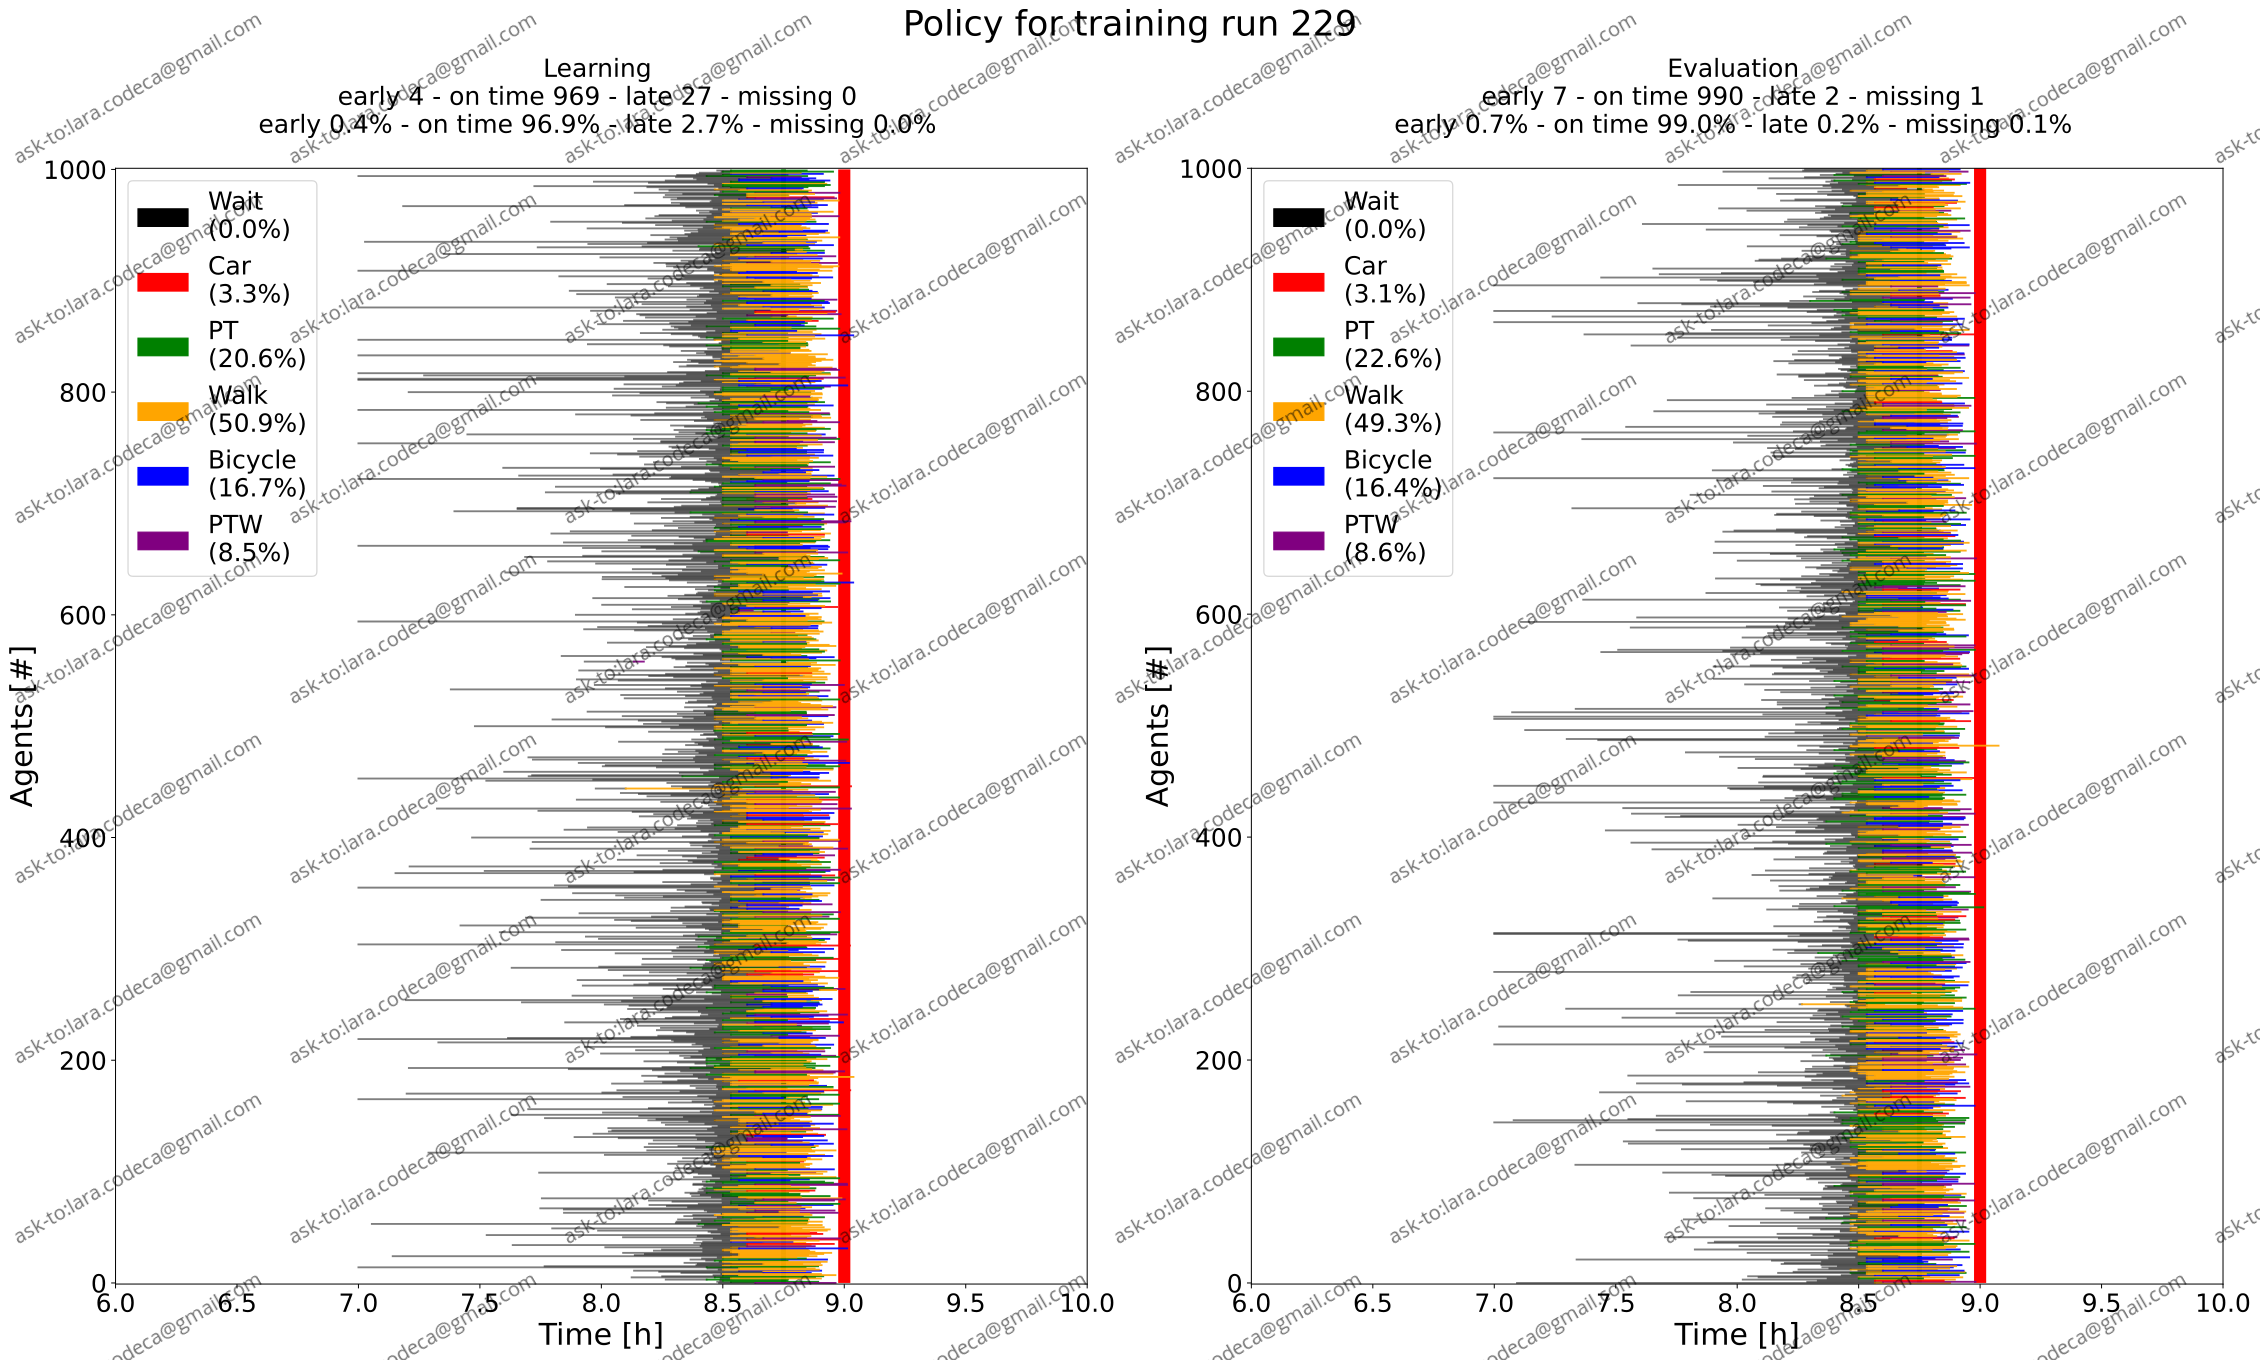 Policy for training run 229
Learning
early 4 - on time 969 - late 27 - missing 0
early 0.4% - on time 96.9% - late 2.7% - missing 0.0%
1000
800
600
400
200
0
Agents [#]
Wait
(0.0%)
Car
(3.3%)
PT
(20.6%)
Walk
(50.9%)
Bicycle
(16.7%)
PTW
(8.5%)
6.0 6.5 7.0 7.5 8.0 8.5 9.0 9.5 10.0
Time [h]
Evaluation
early 7 - on time 990 - late 2 - missing 1
early 0.7% - on time 99.0% - late 0.2% - missing 0.1%
1000
800
600
400
200
0
Agents [#]
Wait
(0.0%)
Car
(3.1%)
PT
(22.6%)
Walk
(49.3%)
Bicycle
(16.4%)
PTW
(8.6%)
6.0 6.5 7.0 7.5 8.0 8.5 9.0 9.5 10.0
Time [h]
ask-to:lara.codeca@gmail.com